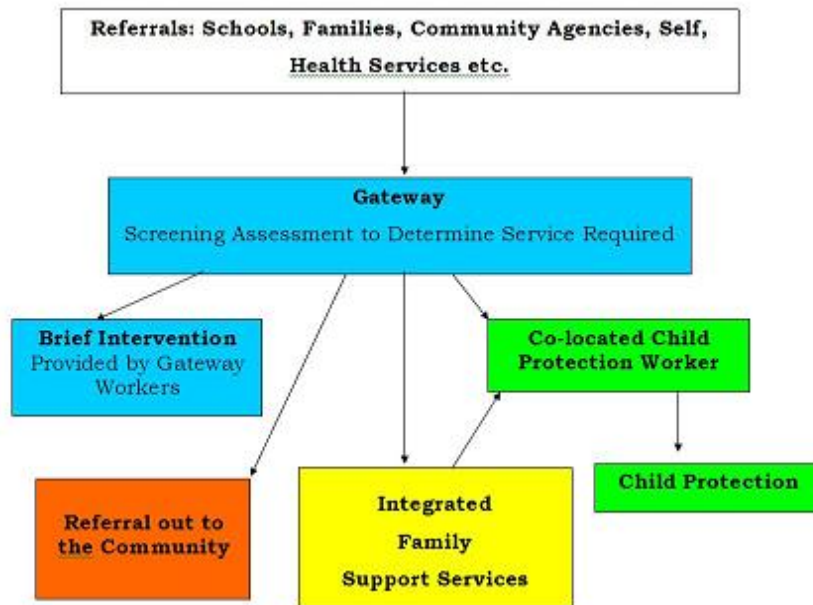 Referrals: Schools, Families, Community Agencies, Self,
Health Services etc.
Gateway
Screening Assessment to Determine Service Required
Brief Intervention
Provided by Gateway
Workers
Co-located Child
Protection Worker
Referral out to
the Community
Integrated
Family
Support Services
Child Protection